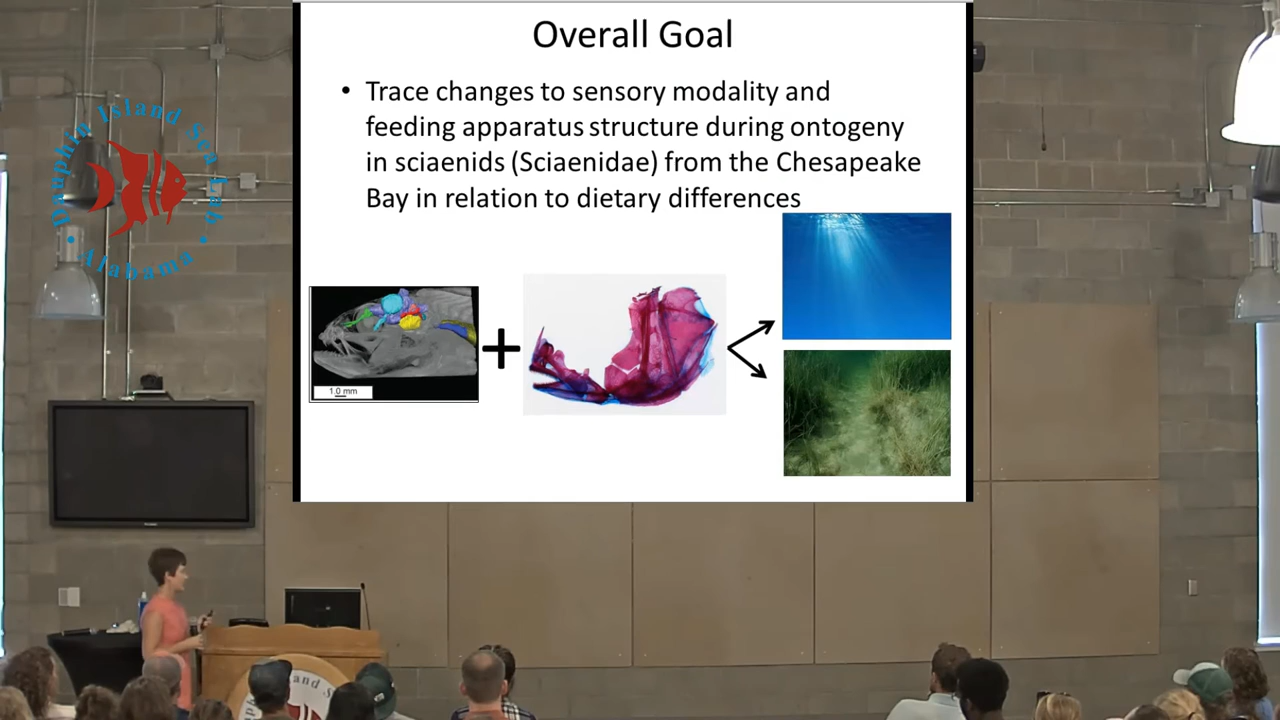 Overall Goal
• Trace changes to sensory modality and
feeding apparatus structure during ontogeny
in sciaenids (Sciaenidae) from the Chesapeake
Bay in relation to dietary differences
Dauphin Island Sea Lab
• Alabama •
1.0 mm
+
and S